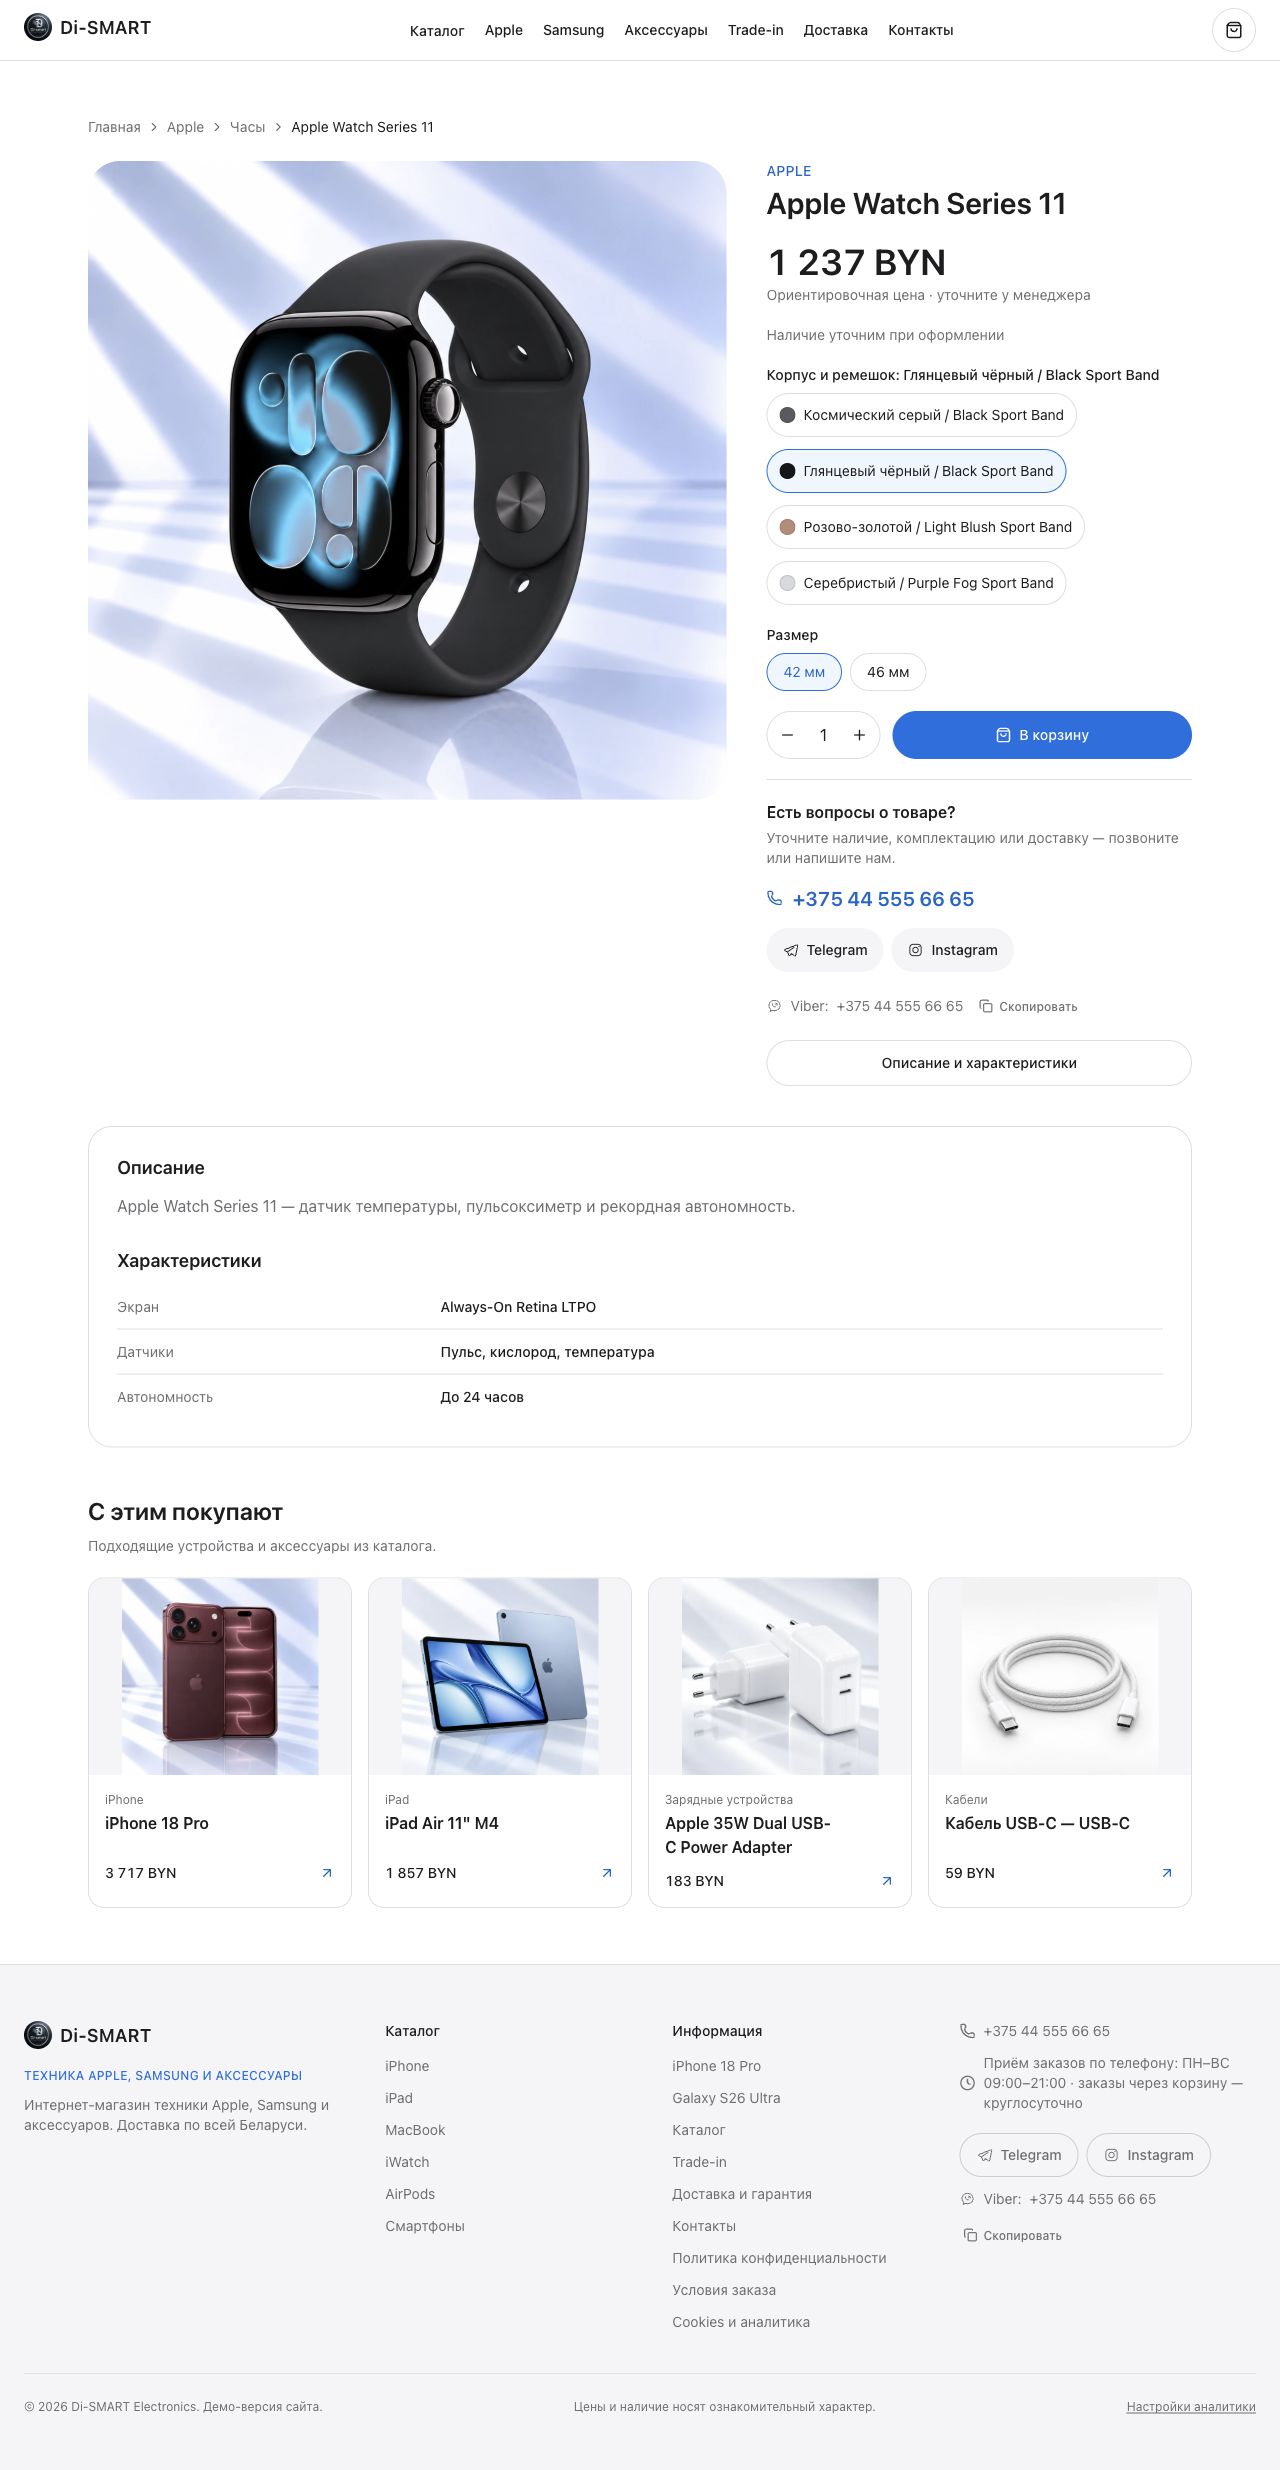 Di-SMART
Каталог Apple Samsung Аксессуары Trade-in Доставка Контакты
Главная > Apple > Часы > Apple Watch Series 11
APPLE
Apple Watch Series 11
1 237 BYN
Ориентировочная цена · уточните у менеджера
Наличие уточним при оформлении
Корпус и ремешок: Глянцевый чёрный / Black Sport Band
Космический серый / Black Sport Band
Глянцевый чёрный / Black Sport Band
Розово-золотой / Light Blush Sport Band
Серебристый / Purple Fog Sport Band
Размер
42 мм 46 мм
− 1 + В корзину
Есть вопросы о товаре?
Уточните наличие, комплектацию или доставку — позвоните
или напишите нам.
+375 44 555 66 65
Telegram Instagram
Viber: +375 44 555 66 65 Скопировать
Описание и характеристики
Описание
Apple Watch Series 11 — датчик температуры, пульсоксиметр и рекордная автономность.
Характеристики
Экран Always-On Retina LTPO
Датчики Пульс, кислород, температура
Автономность До 24 часов
С этим покупают
Подходящие устройства и аксессуары из каталога.
iPhone
iPhone 18 Pro
3 717 BYN
iPad
iPad Air 11" M4
1 857 BYN
Зарядные устройства
Apple 35W Dual USB-
C Power Adapter
183 BYN
Кабели
Кабель USB-C — USB-C
59 BYN
Di-SMART
ТЕХНИКА APPLE, SAMSUNG И АКСЕССУАРЫ
Интернет-магазин техники Apple, Samsung и
аксессуаров. Доставка по всей Беларуси.
Каталог
iPhone
iPad
MacBook
iWatch
AirPods
Смартфоны
Информация
iPhone 18 Pro
Galaxy S26 Ultra
Каталог
Trade-in
Доставка и гарантия
Контакты
Политика конфиденциальности
Условия заказа
Cookies и аналитика
+375 44 555 66 65
Приём заказов по телефону: ПН–ВС
09:00–21:00 · заказы через корзину —
круглосуточно
Telegram Instagram
Viber: +375 44 555 66 65
Скопировать
© 2026 Di-SMART Electronics. Демо-версия сайта.
Цены и наличие носят ознакомительный характер.
Настройки аналитики